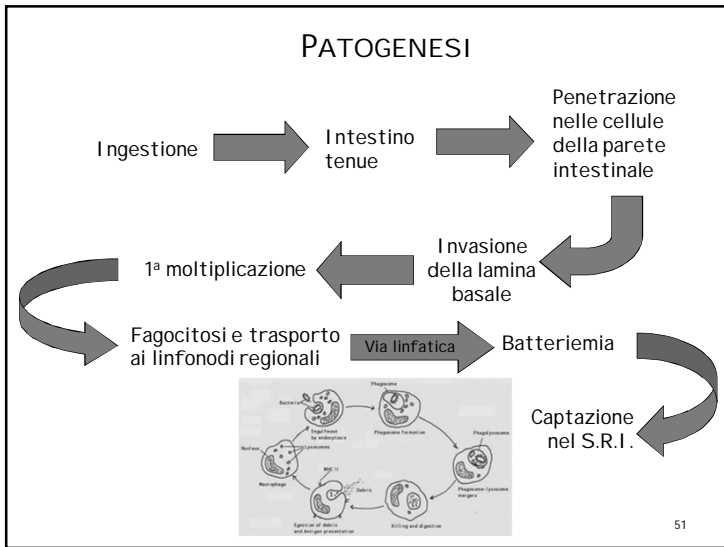 PATOGENESI
Ingestione
Intestino
tenue
Penetrazione
nelle cellule
della parete
intestinale
Invasione
della lamina
basale
1ª moltiplicazione
Fagocitosi e trasporto
ai linfonodi regionali
Via linfatica
Batteriemia
Captazione
nel S.R.I.
Bacteria
Engulfment
by endocytosis
Phagosome
Phagosome formation
Phagolysosome
Phagosome-lysosome
mergers
Killing and digestion
Debris
MHC II
Egestion of debris
and Antigen presentation
Nucleus
Lysosomes
Macrophage
51